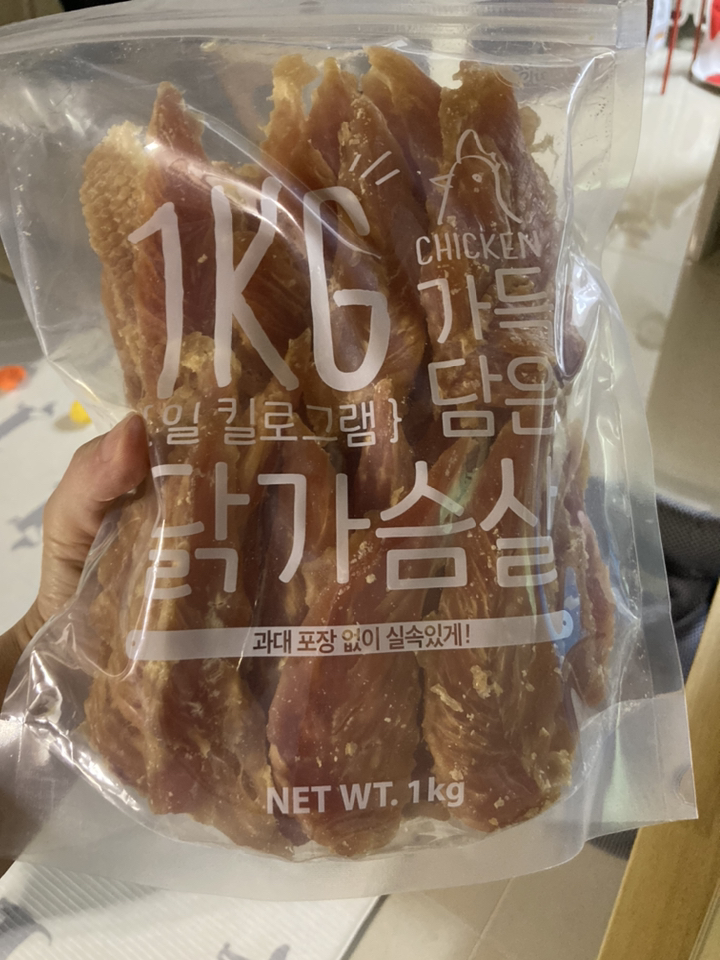 1KG
CHICKEN
가득
담은
{일 킬로그램}
닭가슴살
과대 포장 없이 실속있게!
NET WT. 1kg